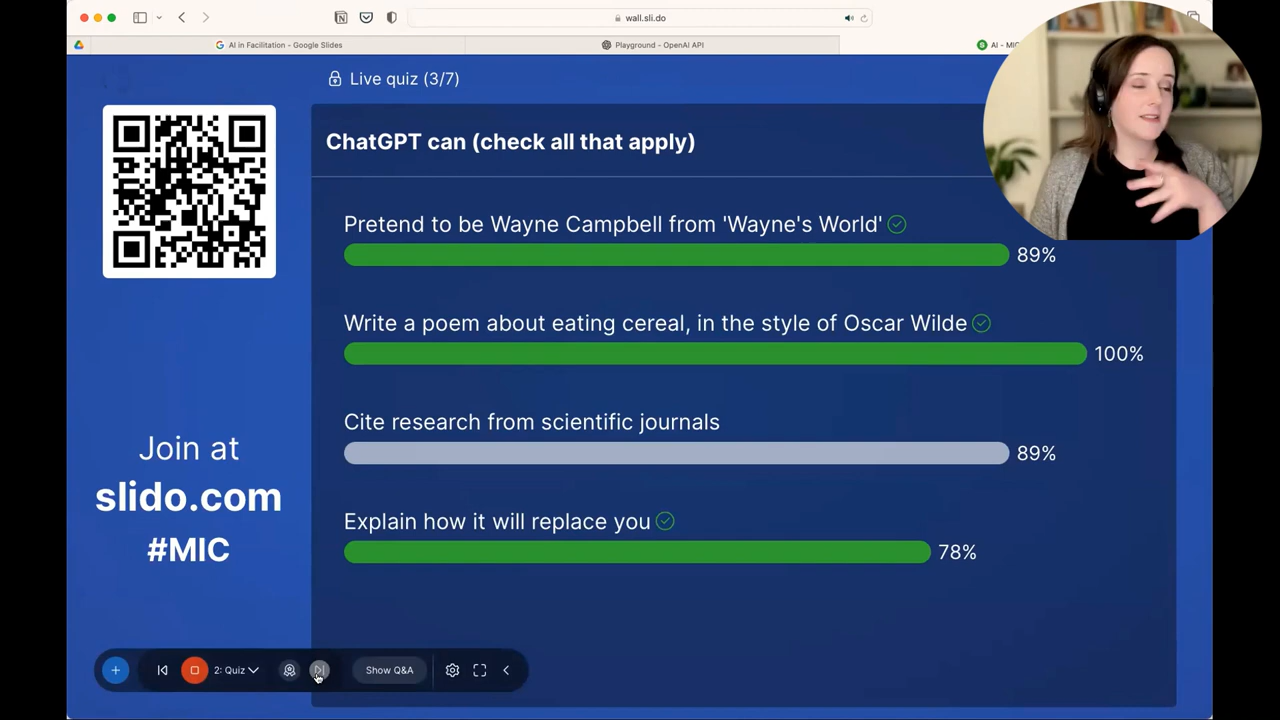 wall.sli.do
AI in Facilitation - Google Slides
Playground - OpenAI API
AI - MIC
Live quiz (3/7)
ChatGPT can (check all that apply)
Pretend to be Wayne Campbell from 'Wayne's World'
89%
Write a poem about eating cereal, in the style of Oscar Wilde
100%
Cite research from scientific journals
89%
Explain how it will replace you
78%
Join at
slido.com
#MIC
2: Quiz
Show Q&A